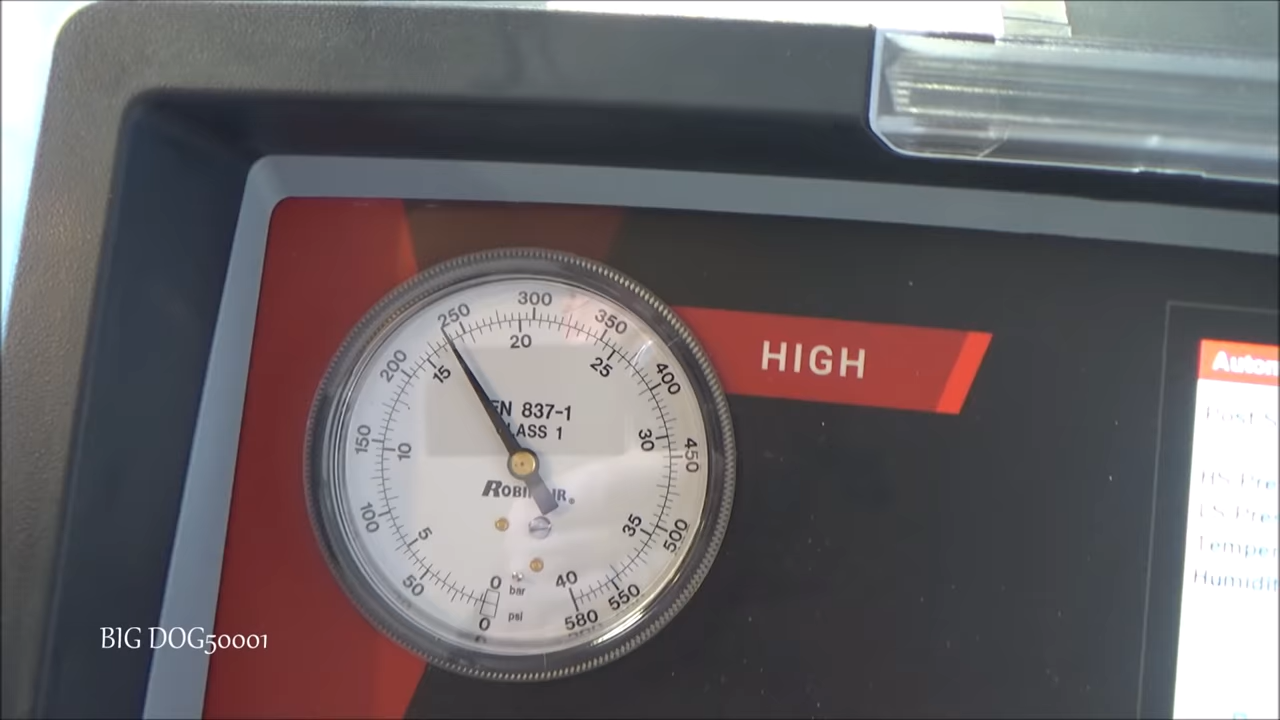 HIGH
250 300 350
200 400
150 450
100 500
50 550
0 580
20
15 25
10 30
5 35
0 40
bar
psi
837-1
CLASS 1
ROBINAIR®
BIG DOG50001